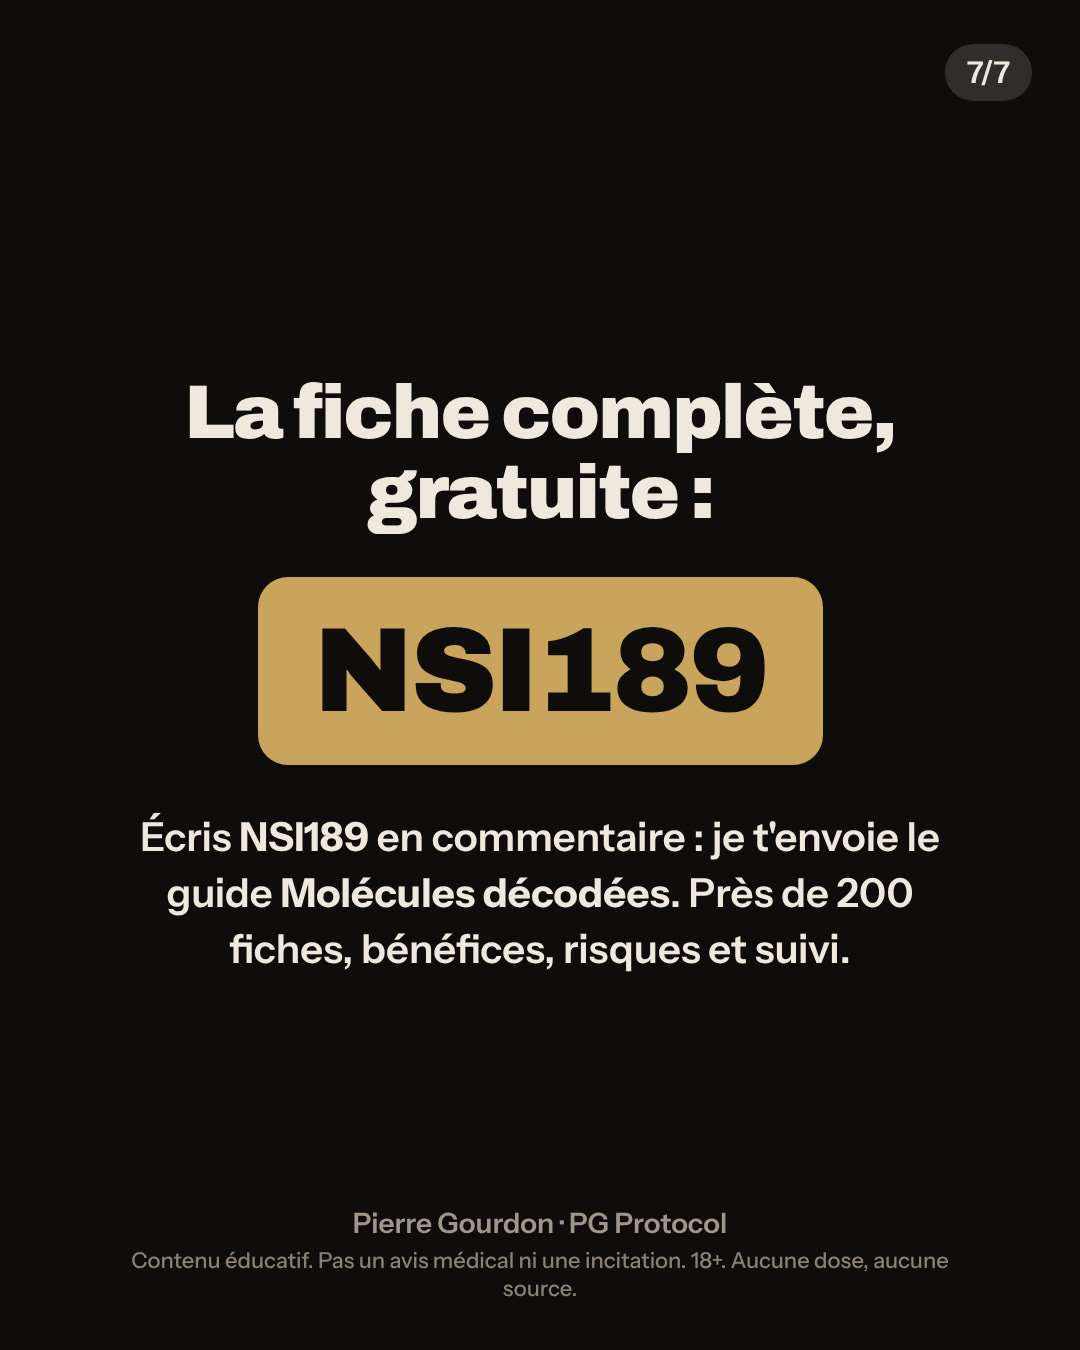 7/7
La fiche complète,
gratuite :
NSI189
Écris NSI189 en commentaire : je t'envoie le
guide Molécules décodées. Près de 200
fiches, bénéfices, risques et suivi.
Pierre Gourdon · PG Protocol
Contenu éducatif. Pas un avis médical ni une incitation. 18+. Aucune dose, aucune
source.